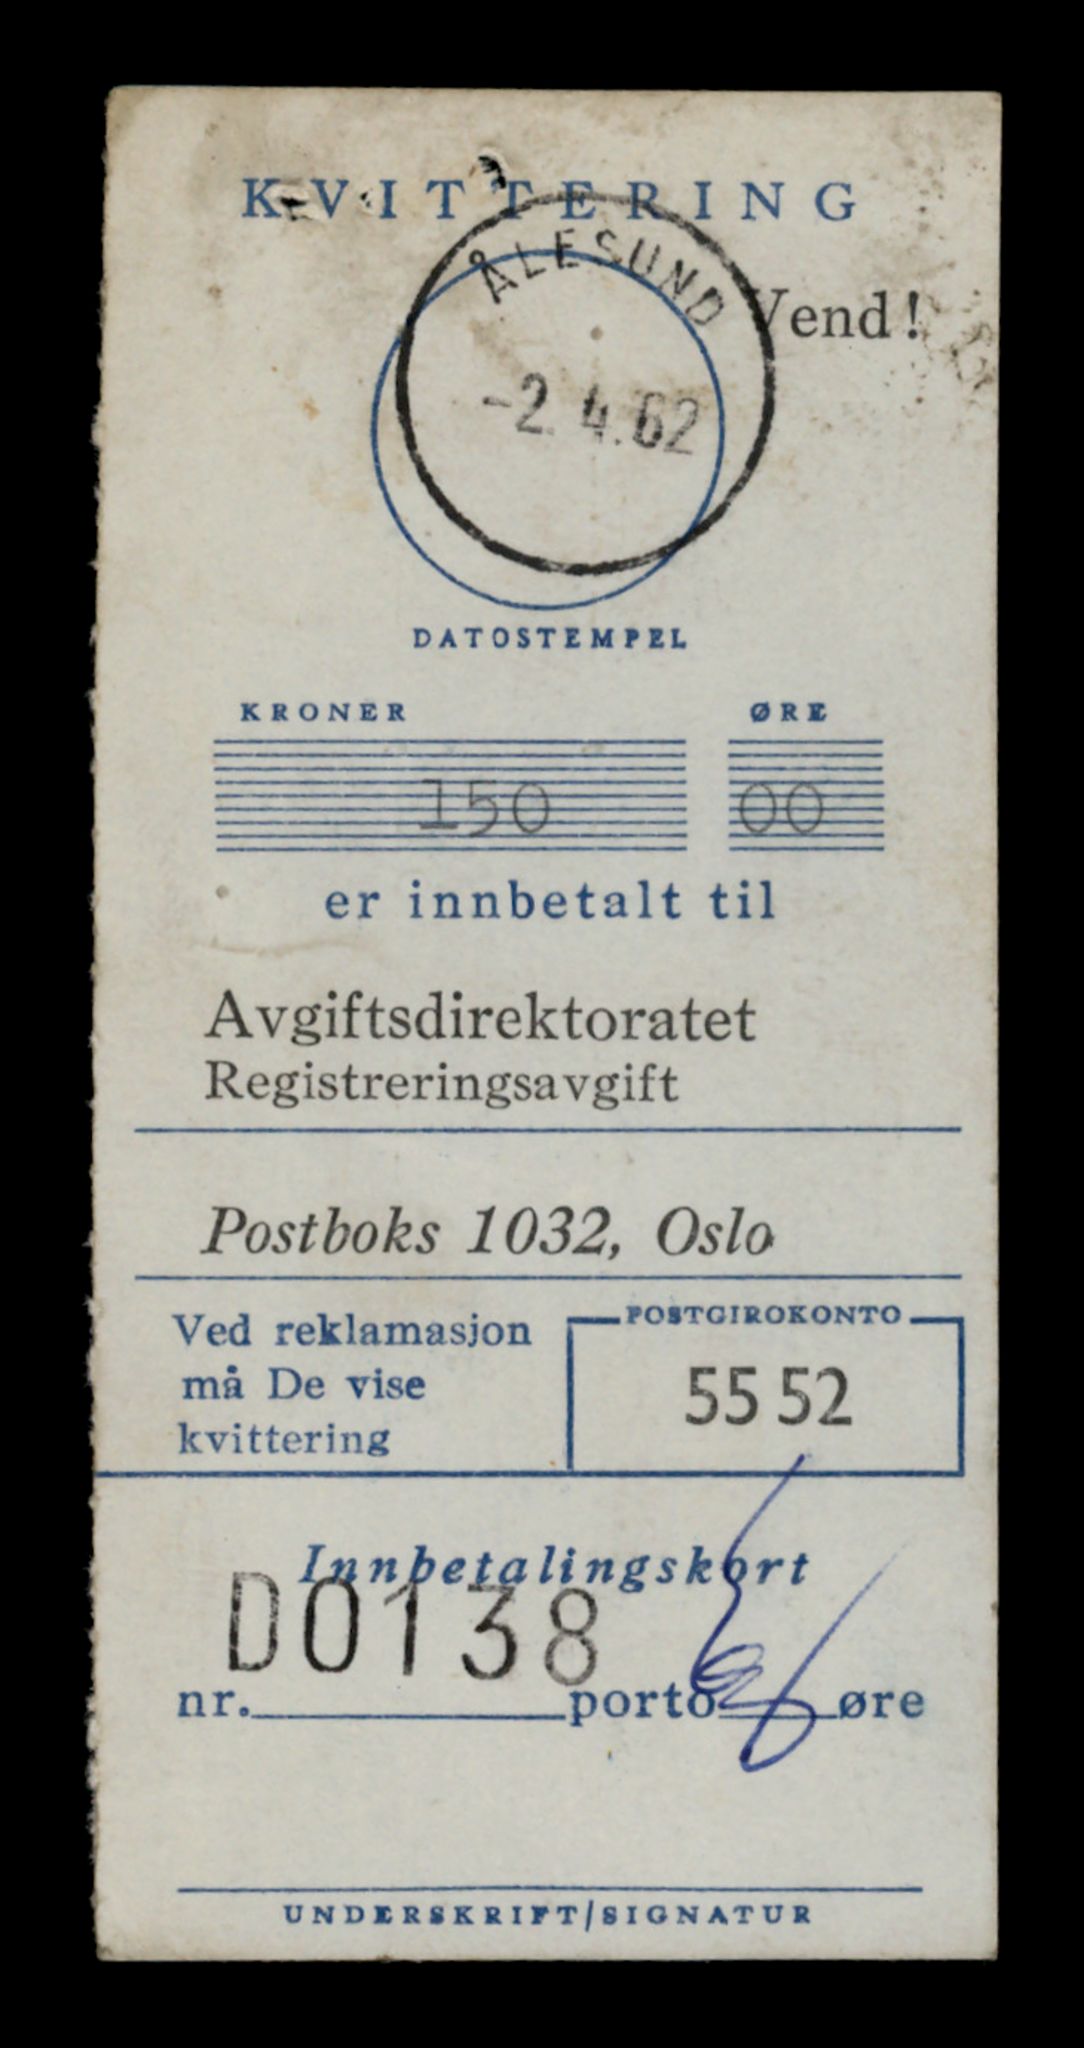 KVITTERING
ÅLESUND
Vend!
-2.4.62
DATOSTEMPEL
KRONER ØRE
150 00
er innbetalt til
Avgiftsdirektoratet
Registreringsavgift
Postboks 1032, Oslo
Ved reklamasjon
må De vise
kvittering
POSTGIROKONTO
55 52
Innbetalingskort
D0138
nr. porto øre
UNDERSKRIFT/SIGNATUR